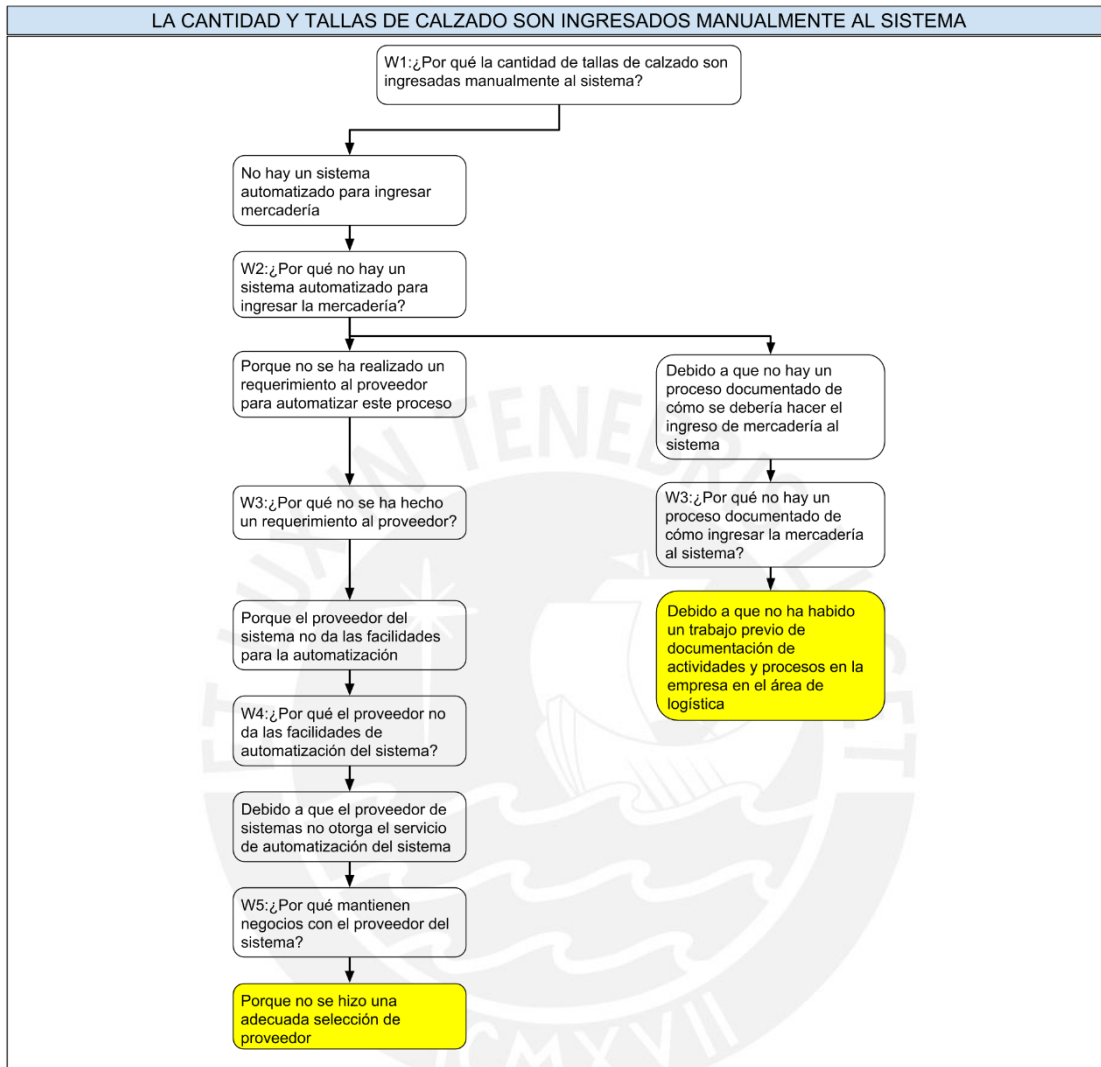 LA CANTIDAD Y TALLAS DE CALZADO SON INGRESADOS MANUALMENTE AL SISTEMA
W1:¿Por qué la cantidad de tallas de calzado son
ingresadas manualmente al sistema?
No hay un sistema
automatizado para ingresar
mercadería
W2:¿Por qué no hay un
sistema automatizado para
ingresar la mercadería?
Porque no se ha realizado un
requerimiento al proveedor
para automatizar este proceso
W3:¿Por qué no se ha hecho
un requerimiento al proveedor?
Porque el proveedor del
sistema no da las facilidades
para la automatización
W4:¿Por qué el proveedor no
da las facilidades de
automatización del sistema?
Debido a que el proveedor de
sistemas no otorga el servicio
de automatización del sistema
W5:¿Por qué mantienen
negocios con el proveedor del
sistema?
Porque no se hizo una
adecuada selección de
proveedor
Debido a que no hay un
proceso documentado de
cómo se debería hacer el
ingreso de mercadería al
sistema
W3:¿Por qué no hay un
proceso documentado de
cómo ingresar la mercadería
al sistema?
Debido a que no ha habido
un trabajo previo de
documentación de
actividades y procesos en la
empresa en el área de
logística
ET LUX IN TENEBRIS LUCET
MCMXVII